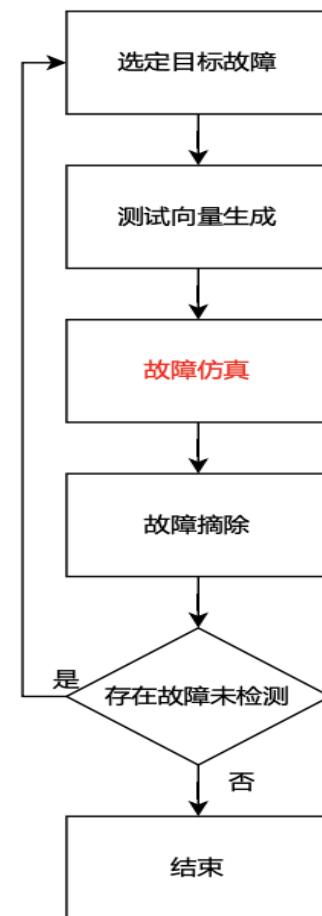 选定目标故障
测试向量生成
故障仿真
故障摘除
是
存在故障未检测
否
结束